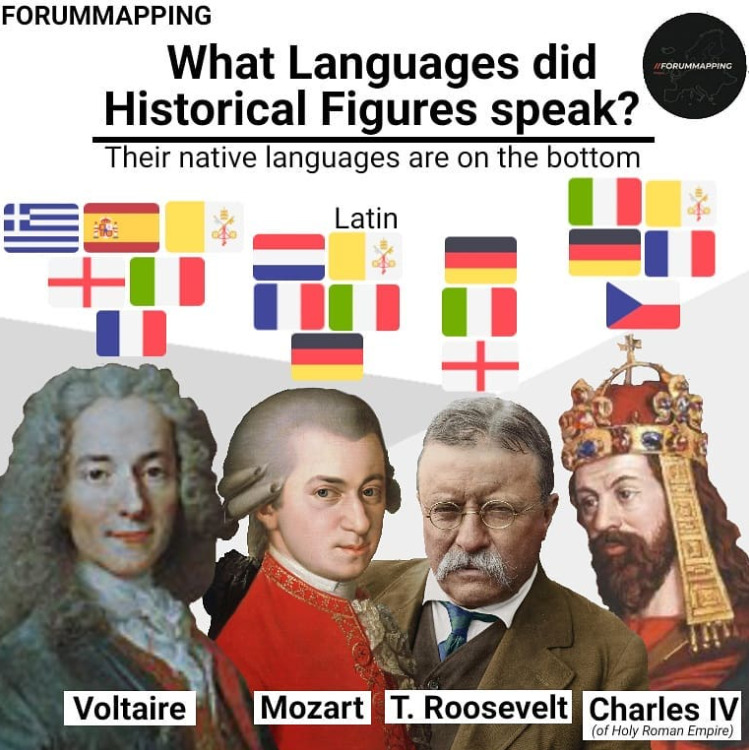 FORUMMAPPING
What Languages did
Historical Figures speak?
//FORUMMAPPING
Their native languages are on the bottom
Latin
Voltaire
Mozart
T. Roosevelt
Charles IV
(of Holy Roman Empire)